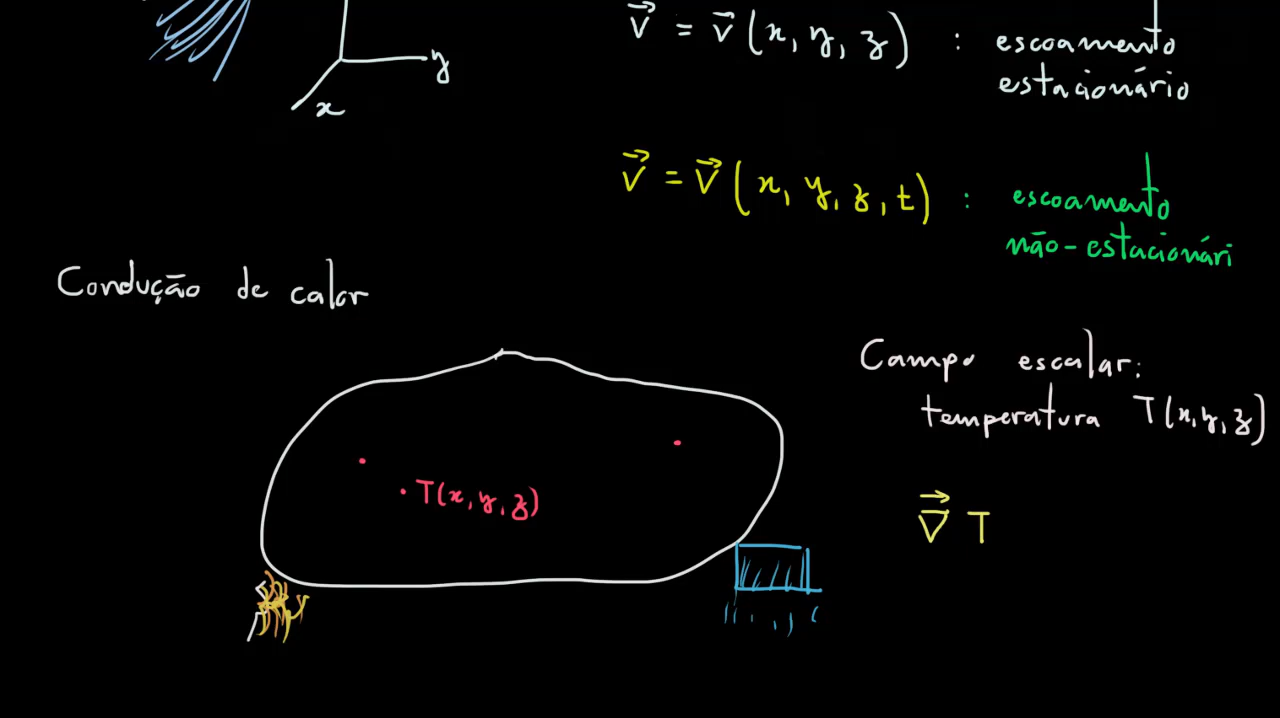 y
x
v⃗ = v⃗ (x, y, z) : escoamento
estacionário
v⃗ = v⃗ (x, y, z, t) : escoamento
não-estacionári
Condução de calor
Campo escalar:
temperatura T(x, y, z)
T(x, y, z)
∇⃗ T